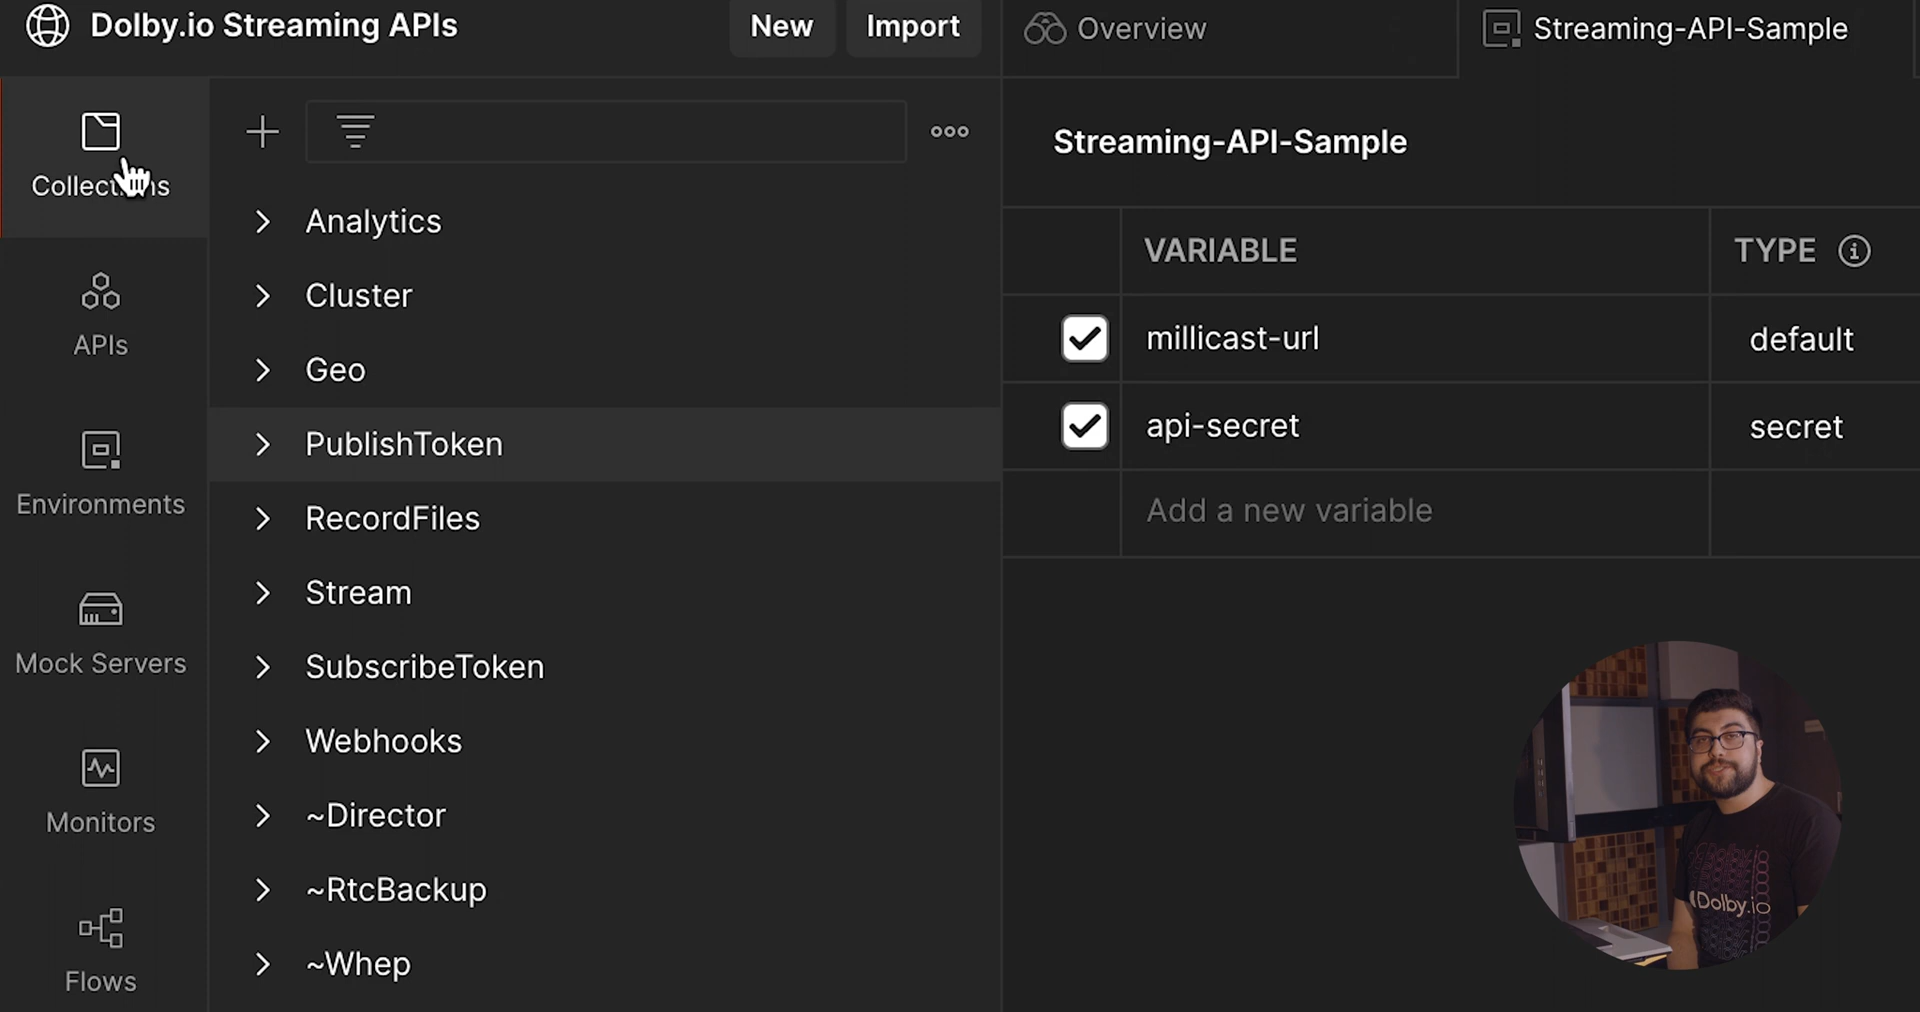 Dolby.io Streaming APIs
New
Import
Overview
Streaming-API-Sample
Collections
APIs
Environments
Mock Servers
Monitors
Flows
Analytics
Cluster
Geo
PublishToken
RecordFiles
Stream
SubscribeToken
Webhooks
~Director
~RtcBackup
~Whep
Streaming-API-Sample
VARIABLE
TYPE
millicast-url
default
api-secret
secret
Add a new variable
Dolby.io